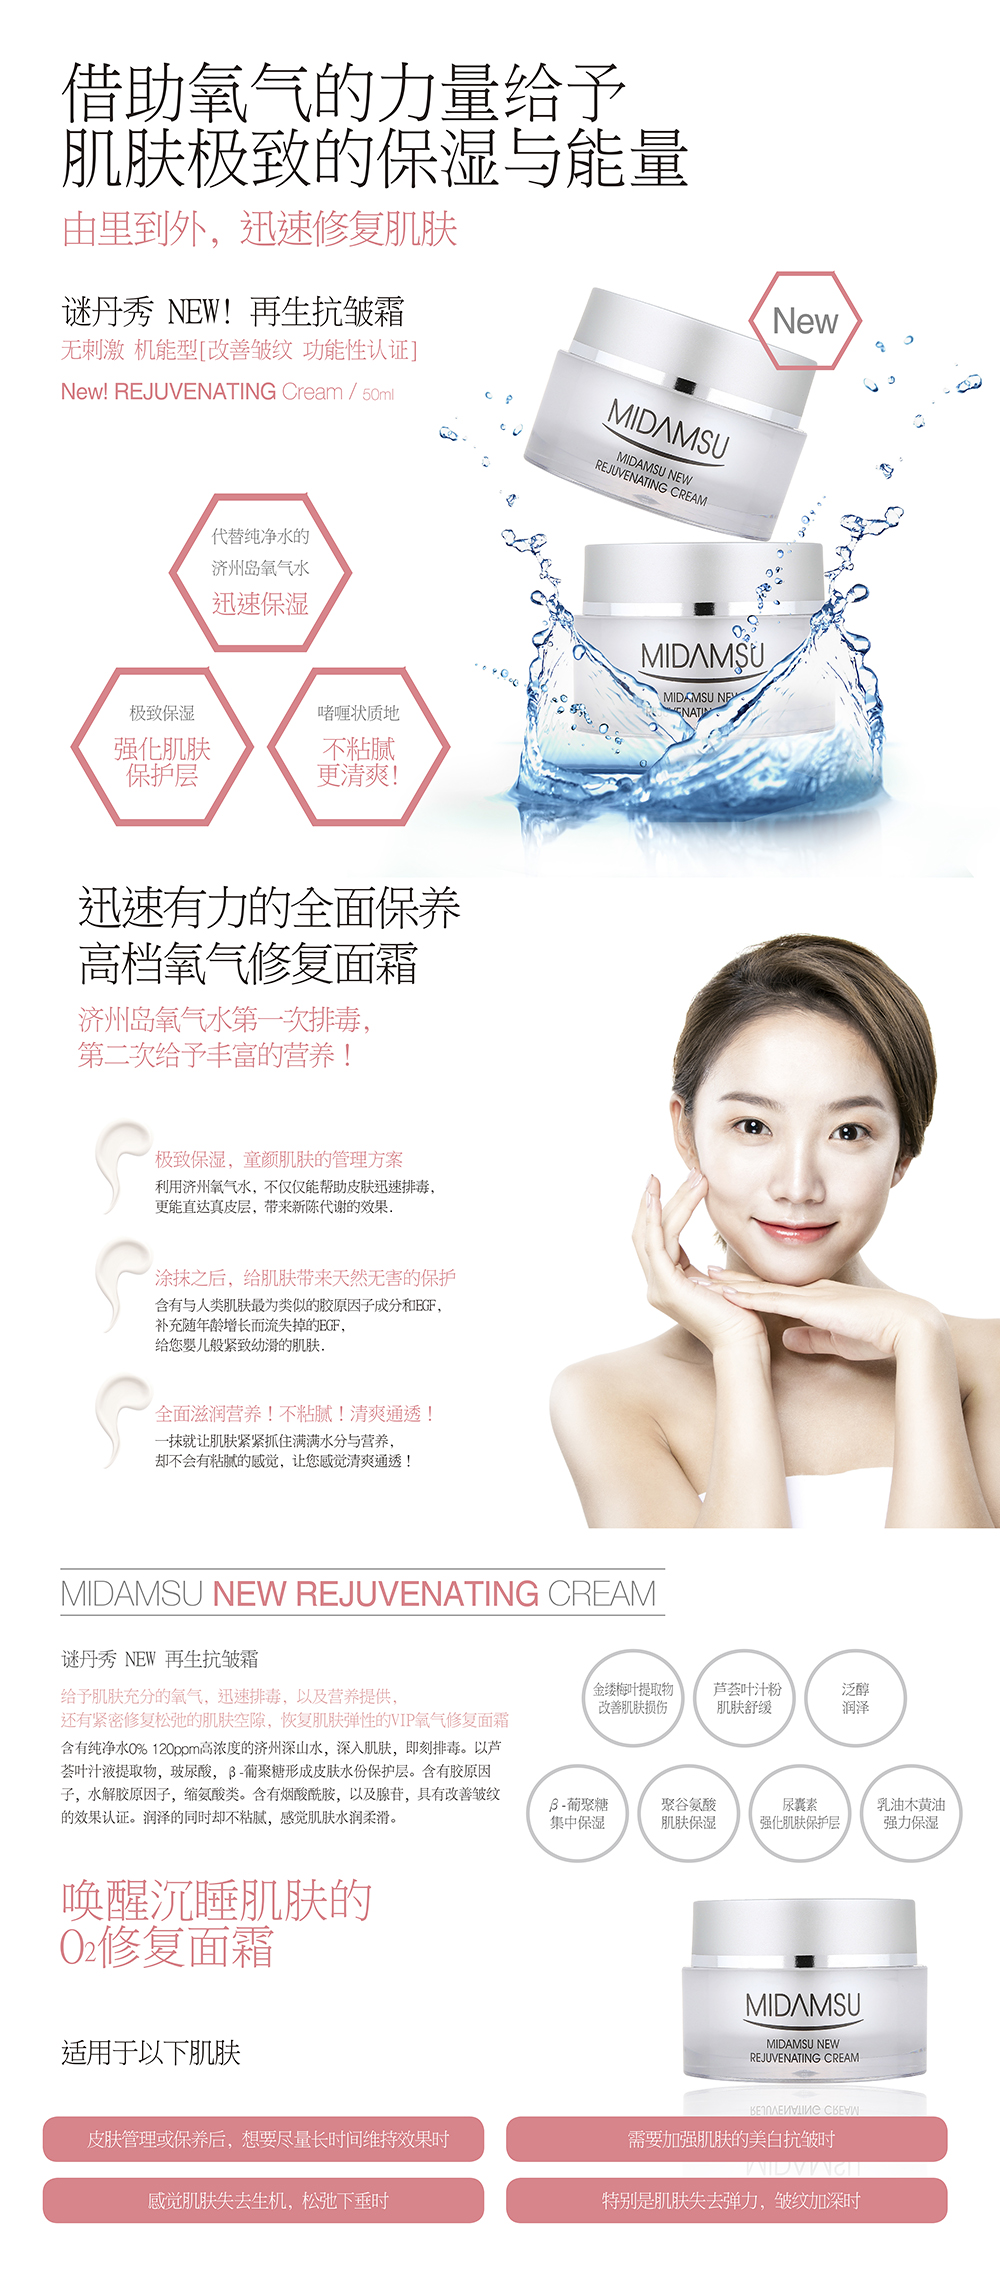 借助氧气的力量给予
肌肤极致的保湿与能量
由里到外，迅速修复肌肤
谜丹秀 NEW! 再生抗皱霜
无刺激 机能型[改善皱纹 功能性认证]
New! REJUVENATING Cream / 50ml
New
MIDAMSU
MIDAMSU NEW
REJUVENATING CREAM
代替纯净水的
济州岛氧气水
迅速保湿
极致保湿
强化肌肤
保护层
啫喱状质地
不粘腻
更清爽!
MIDAMSU
MIDAMSU NEW
迅速有力的全面保养
高档氧气修复面霜
济州岛氧气水第一次排毒，
第二次给予丰富的营养！
极致保湿，童颜肌肤的管理方案
利用济州氧气水，不仅仅能帮助皮肤迅速排毒，
更能直达真皮层，带来新陈代谢的效果.
涂抹之后，给肌肤带来天然无害的保护
含有与人类肌肤最为类似的胶原因子成分和EGF，
补充随年龄增长而流失掉的EGF，
给您婴儿般紧致幼滑的肌肤.
全面滋润营养！不粘腻！清爽通透！
一抹就让肌肤紧紧抓住满满水分与营养，
却不会有粘腻的感觉，让您感觉清爽通透！
MIDAMSU NEW REJUVENATING CREAM
谜丹秀 NEW 再生抗皱霜
给予肌肤充分的氧气，迅速排毒，以及营养提供，
还有紧密修复松弛的肌肤空隙，恢复肌肤弹性的VIP氧气修复面霜
含有纯净水0% 120ppm高浓度的济州深山水，深入肌肤，即刻排毒。以芦
荟叶汁液提取物，玻尿酸，β-葡聚糖形成皮肤水份保护层。含有胶原因
子，水解胶原因子，缩氨酸类。含有烟酸酰胺，以及腺苷，具有改善皱纹
的效果认证。润泽的同时却不粘腻，感觉肌肤水润柔滑。
金缕梅叶提取物
改善肌肤损伤
芦荟叶汁粉
肌肤舒缓
泛醇
润泽
β-葡聚糖
集中保湿
聚谷氨酸
肌肤保湿
尿囊素
强化肌肤保护层
乳油木黄油
强力保湿
唤醒沉睡肌肤的
O2修复面霜
MIDAMSU
MIDAMSU NEW
REJUVENATING CREAM
适用于以下肌肤
皮肤管理或保养后，想要尽量长时间维持效果时
需要加强肌肤的美白抗皱时
感觉肌肤失去生机，松弛下垂时
特别是肌肤失去弹力，皱纹加深时